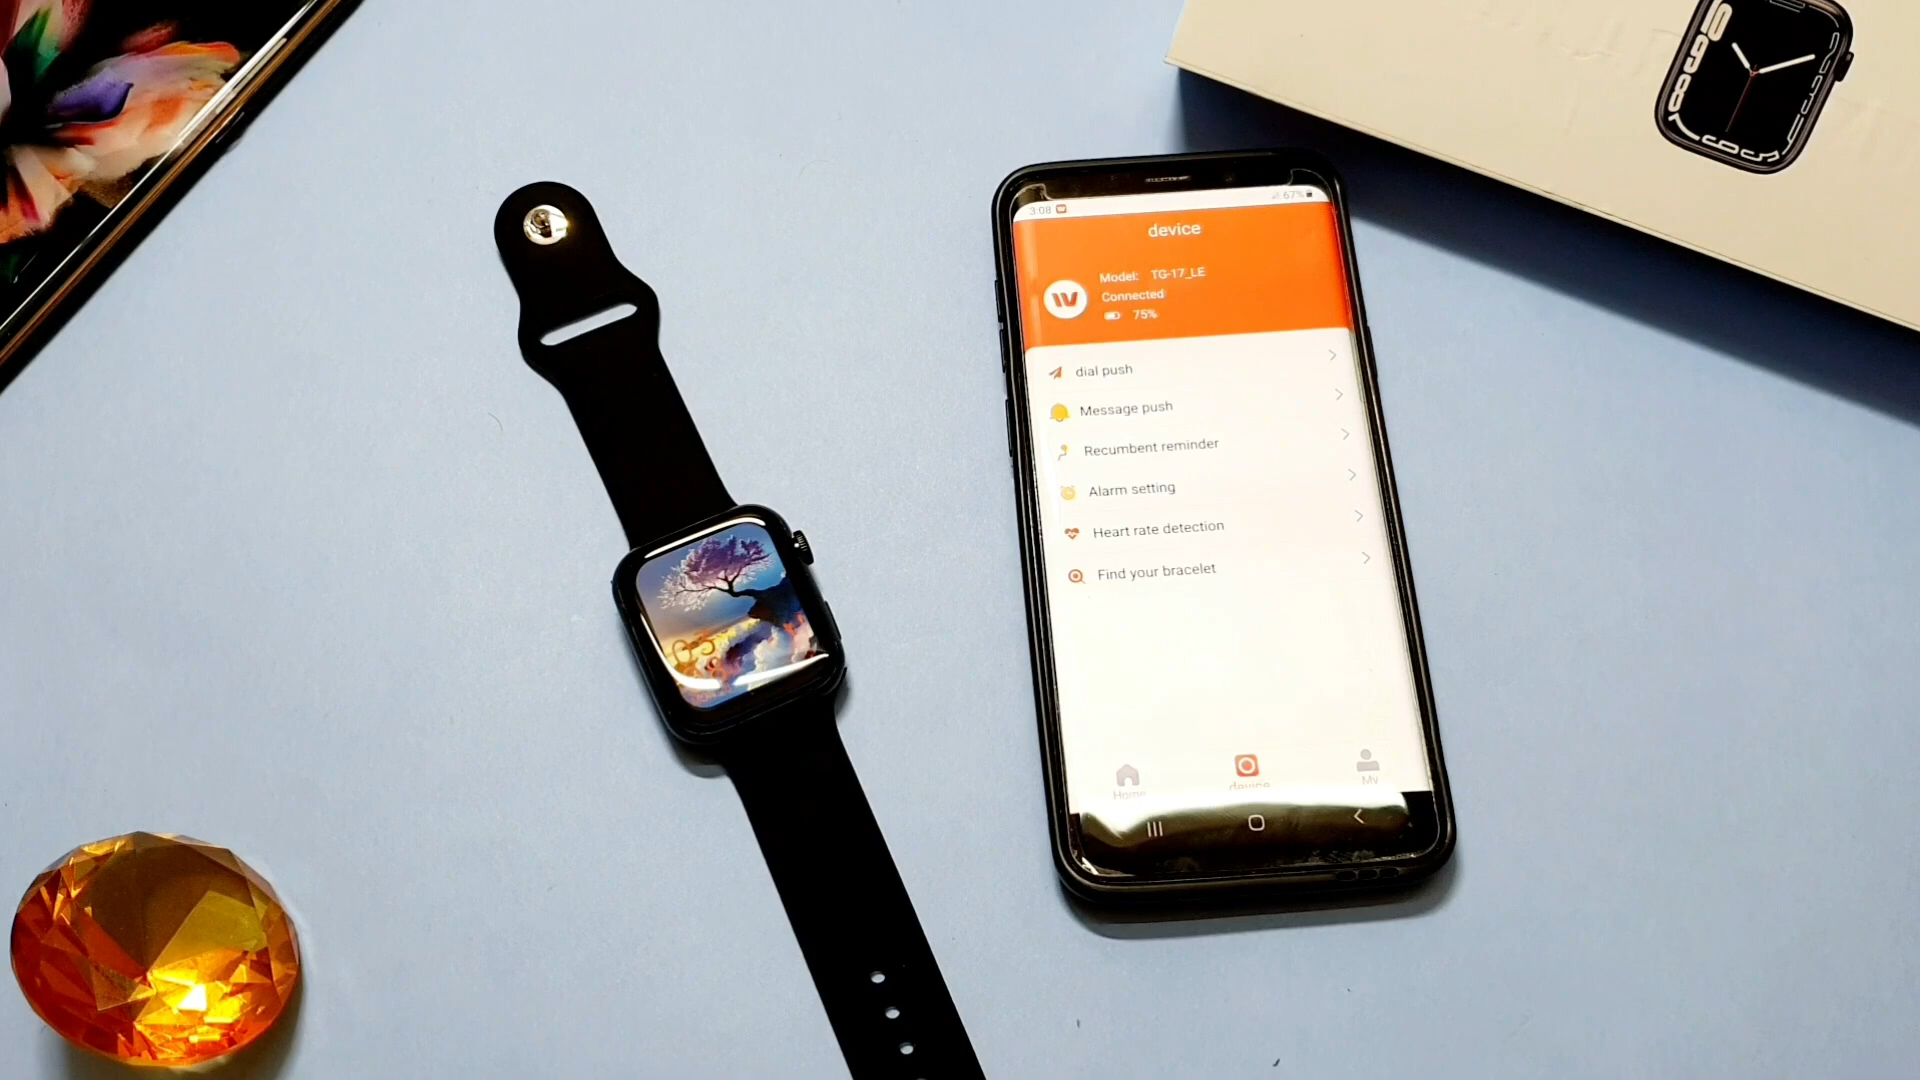 3:08
67%
device
Model: TG-17_LE
Connected
75%
dial push
Message push
Recumbent reminder
Alarm setting
Heart rate detection
Find your bracelet
Home
device
My